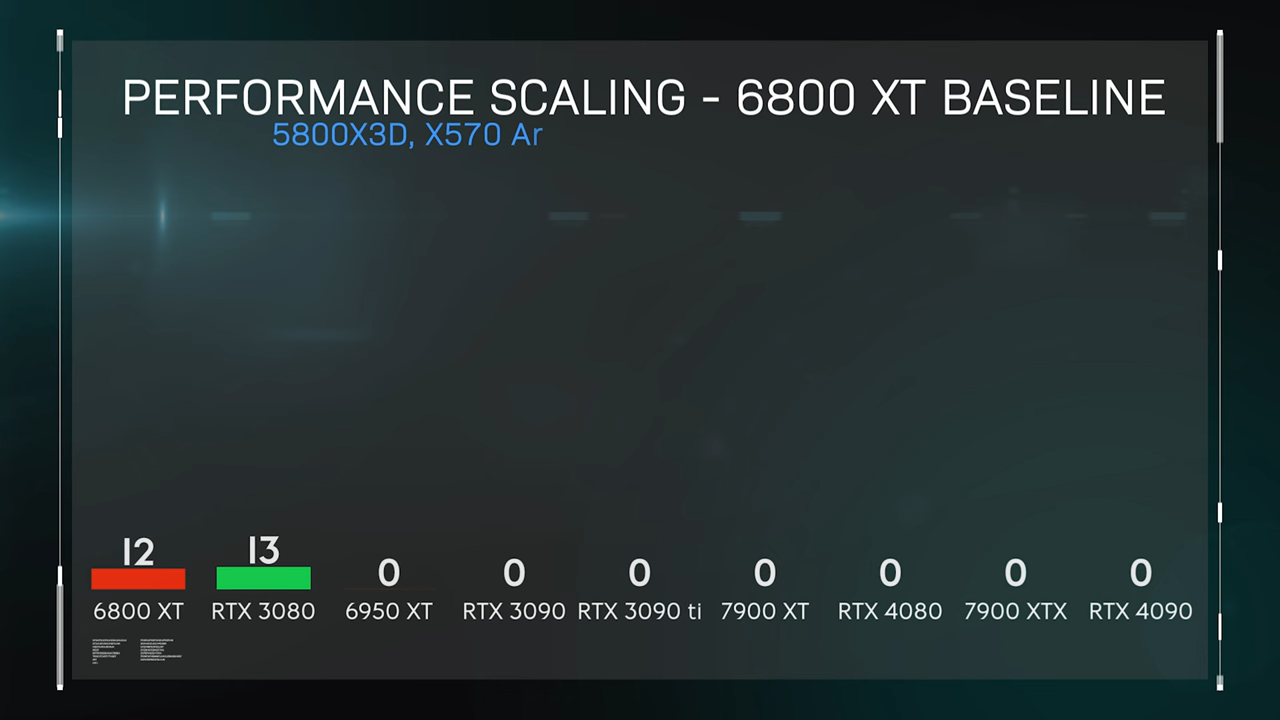 PERFORMANCE SCALING - 6800 XT BASELINE
5800X3D, X570 Ar
12 13 0 0 0 0 0 0 0
6800 XT RTX 3080 6950 XT RTX 3090 RTX 3090 ti 7900 XT RTX 4080 7900 XTX RTX 4090